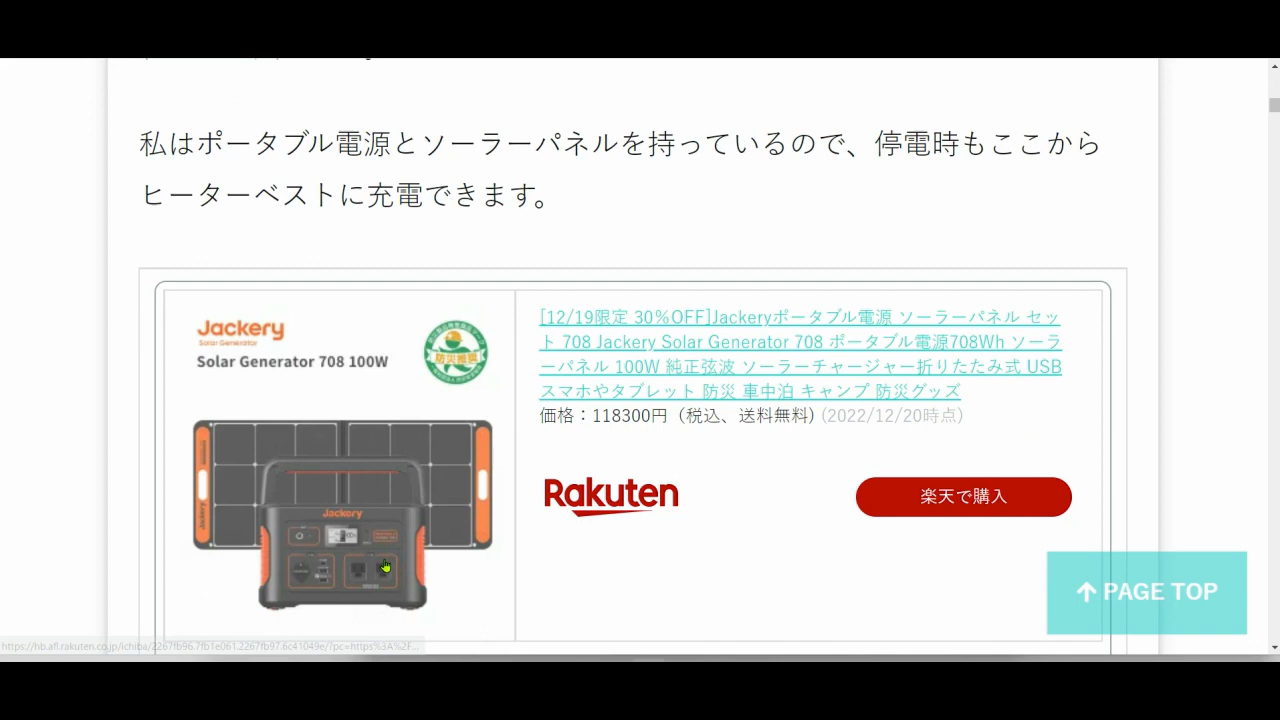 私はポータブル電源とソーラーパネルを持っているので、停電時もここから
ヒーターベストに充電できます。
Jackery
Solar Generator
Solar Generator 708 100W
防災推奨
Jackery
Jackery
[12/19限定 30%OFF]Jackeryポータブル電源 ソーラーパネル セッ
ト 708 Jackery Solar Generator 708 ポータブル電源708Wh ソーラ
ーパネル 100W 純正弦波 ソーラーチャージャー折りたたみ式 USB
スマホやタブレット 防災 車中泊 キャンプ 防災グッズ
価格：118300円（税込、送料無料) (2022/12/20時点)
Rakuten
楽天で購入
PAGE TOP